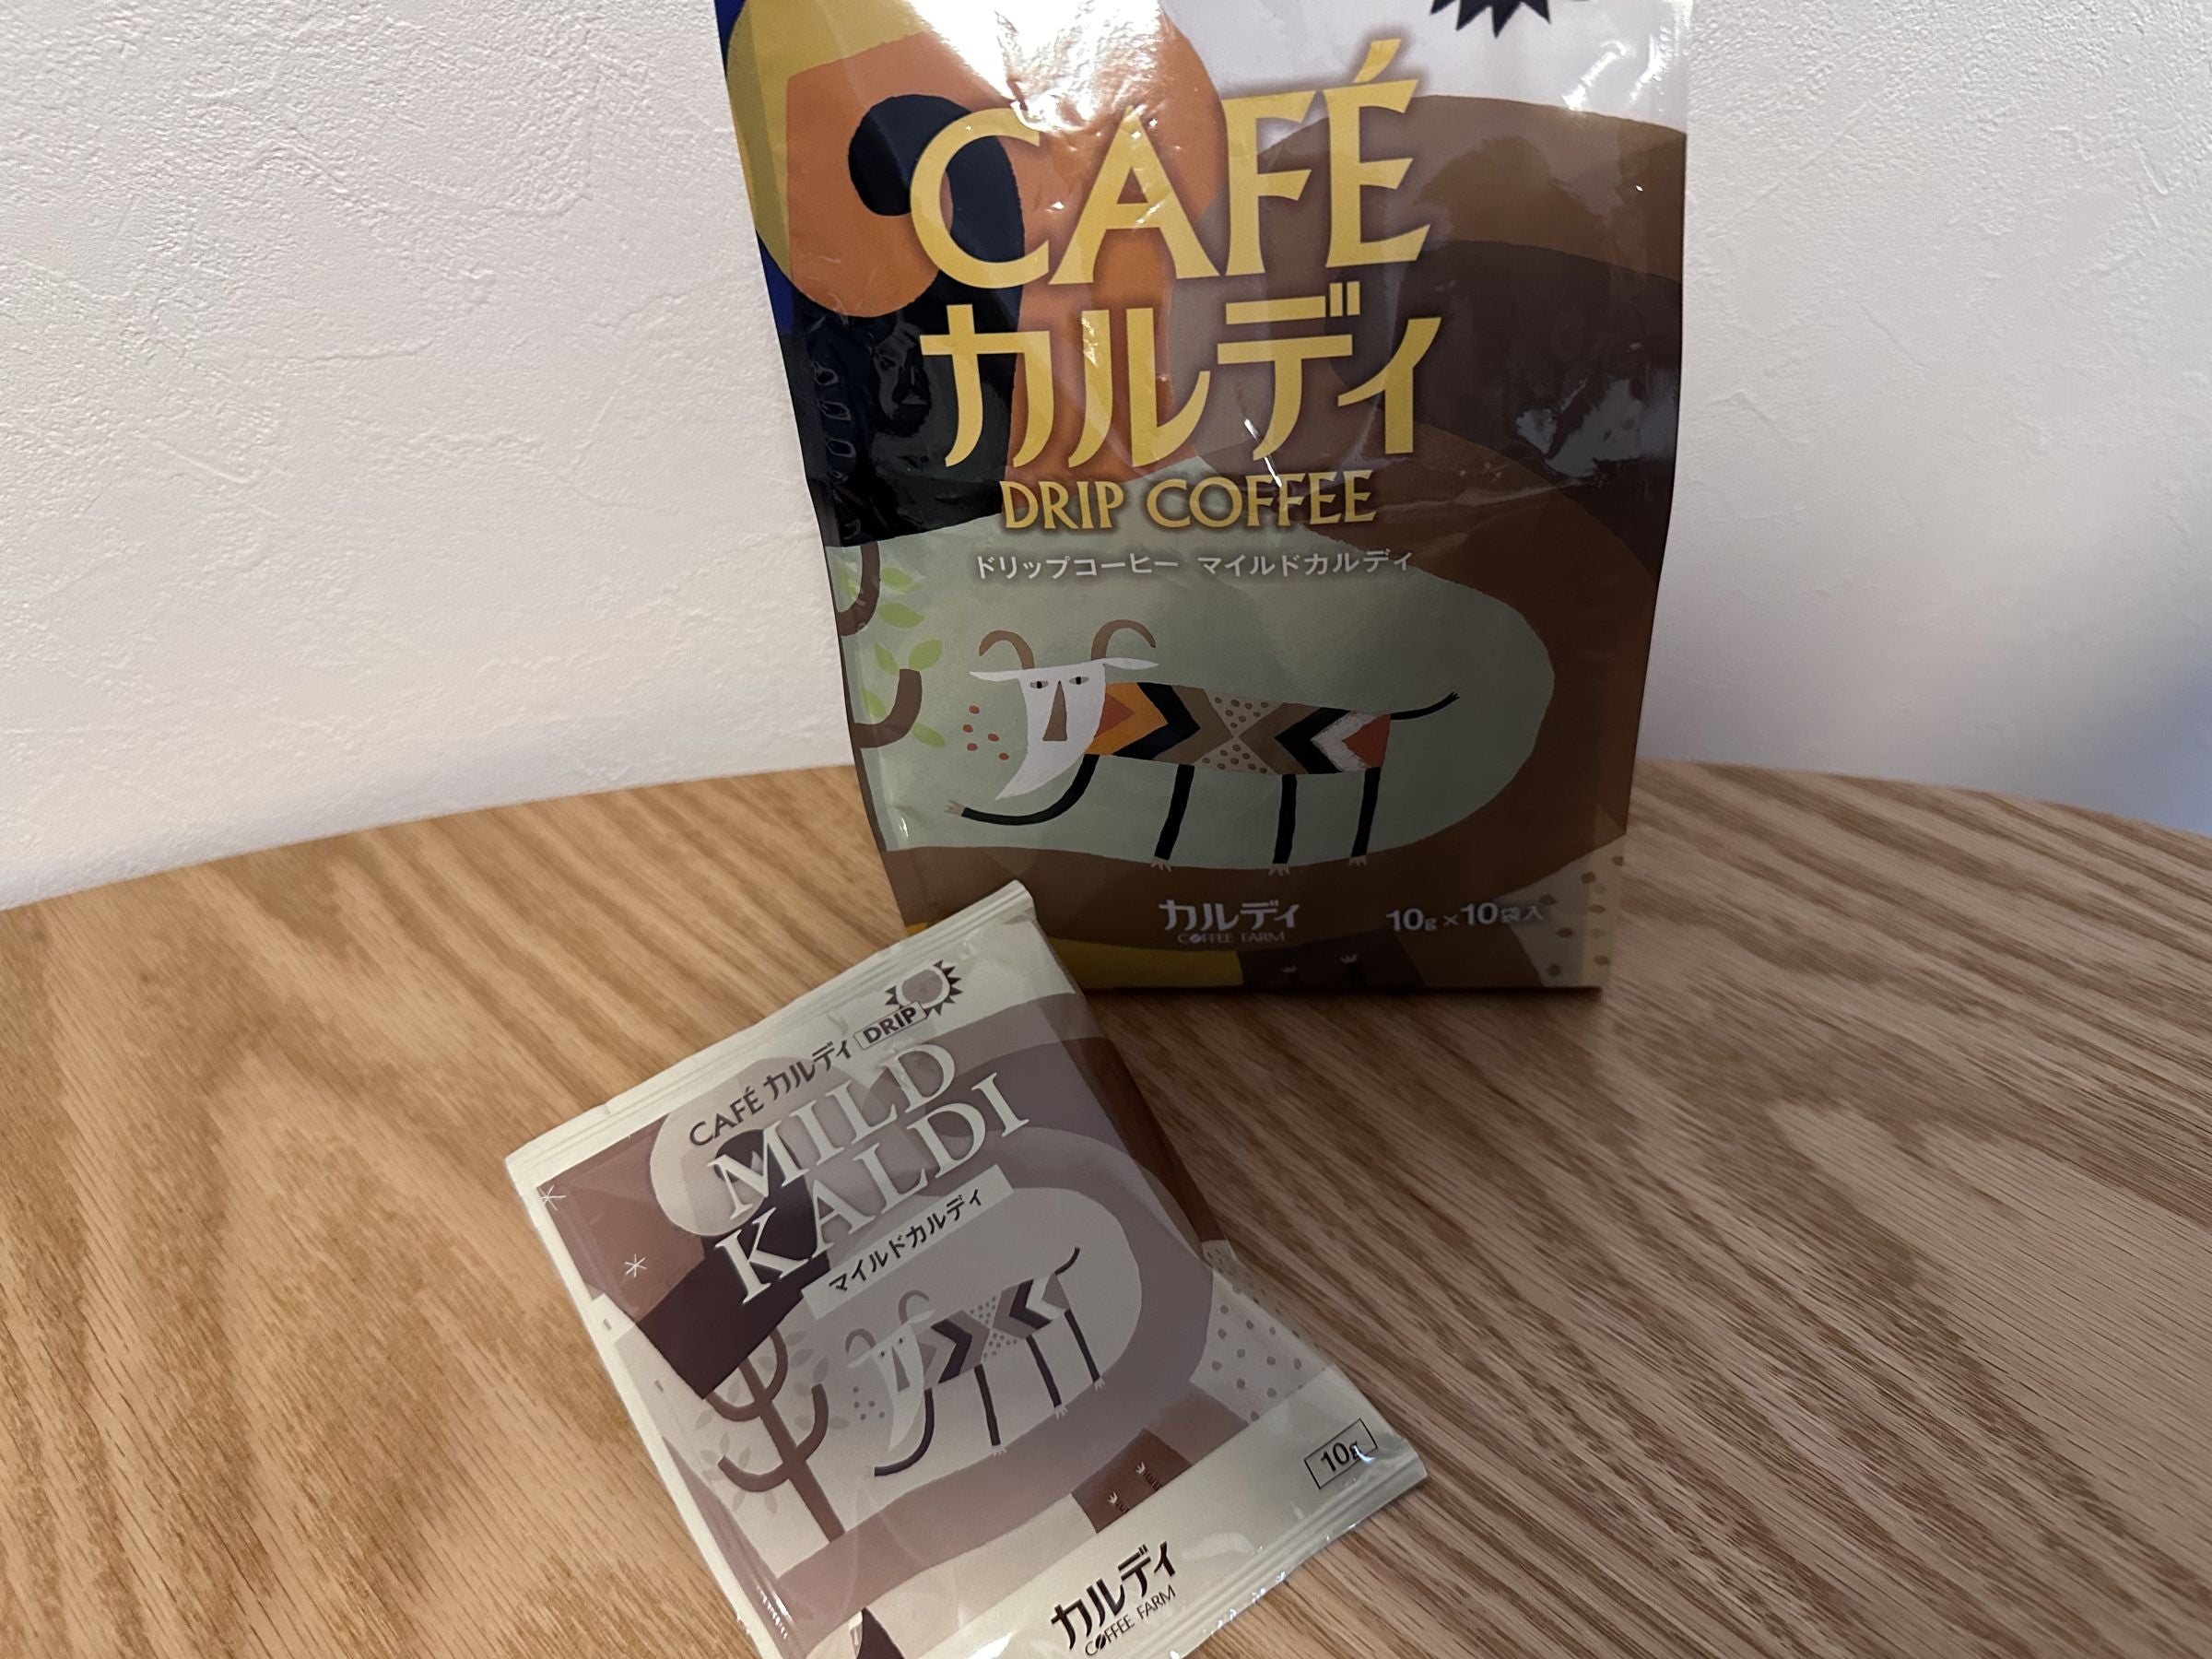 CAFÉ
カルディ
DRIP COFFEE
ドリップコーヒー マイルドカルディ
カルディ
COFFEE FARM
10g×10袋入
CAFÉ カルディ DRIP
MILD
KALDI
マイルドカルディ
10g
カルディ
COFFEE FARM